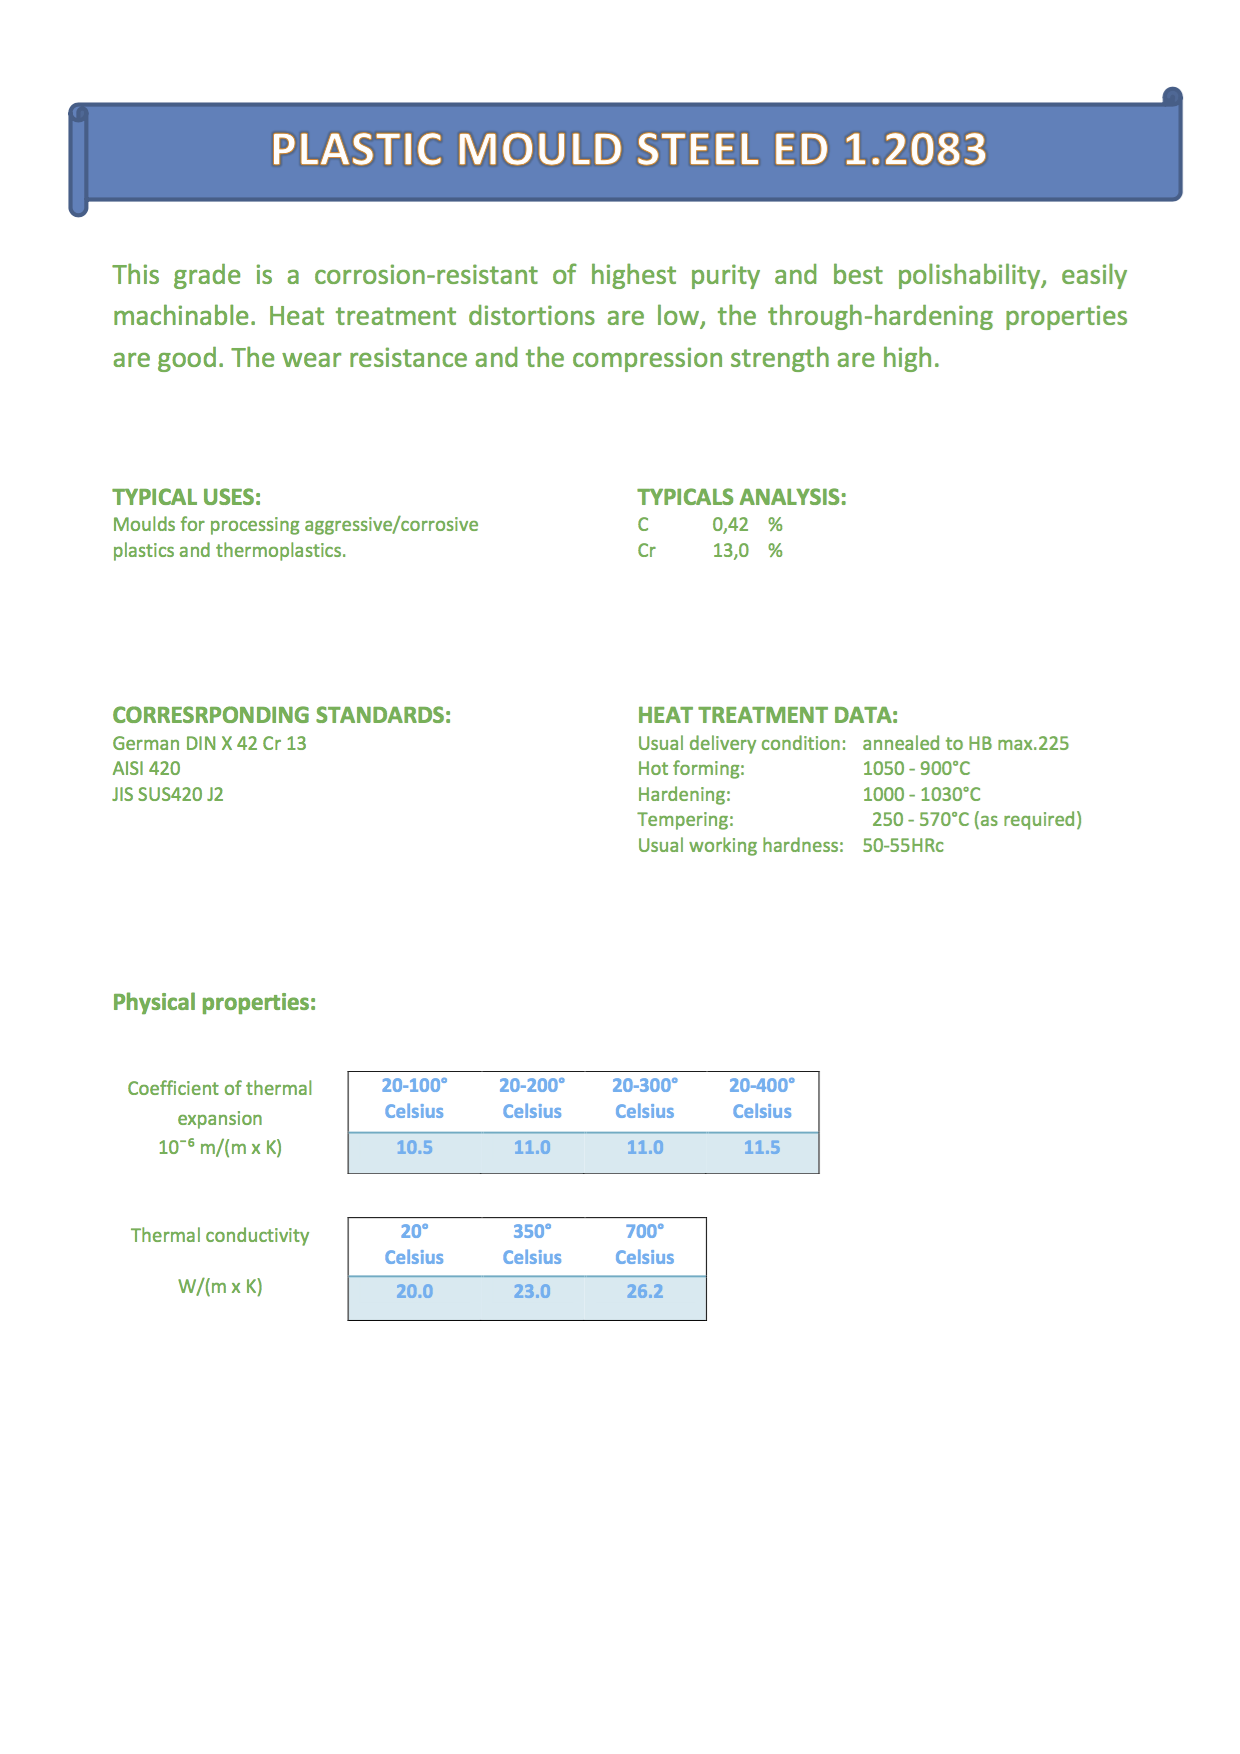 PLASTIC MOULD STEEL ED 1.2083
This grade is a corrosion-resistant of highest purity and best polishability, easily
machinable. Heat treatment distortions are low, the through-hardening properties
are good. The wear resistance and the compression strength are high.
TYPICAL USES:
Moulds for processing aggressive/corrosive
plastics and thermoplastics.
TYPICALS ANALYSIS:
C 0,42 %
Cr 13,0 %
CORRESRPONDING STANDARDS:
German DIN X 42 Cr 13
AISI 420
JIS SUS420 J2
HEAT TREATMENT DATA:
Usual delivery condition: annealed to HB max.225
Hot forming: 1050 - 900°C
Hardening: 1000 - 1030°C
Tempering: 250 - 570°C (as required)
Usual working hardness: 50-55HRc
Physical properties:
Coefficient of thermal
expansion
10⁻⁶ m/(m x K)
20-100° 20-200° 20-300° 20-400°
Celsius Celsius Celsius Celsius
10.5 11.0 11.0 11.5
Thermal conductivity
W/(m x K)
20° 350° 700°
Celsius Celsius Celsius
20.0 23.0 26.2